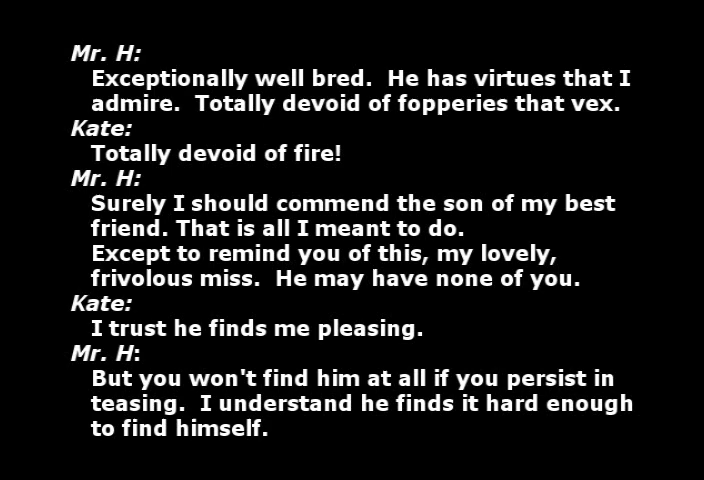 Mr. H:
Exceptionally well bred.  He has virtues that I
admire.  Totally devoid of fopperies that vex.
Kate:
Totally devoid of fire!
Mr. H:
Surely I should commend the son of my best
friend. That is all I meant to do.
Except to remind you of this, my lovely,
frivolous miss.  He may have none of you.
Kate:
I trust he finds me pleasing.
Mr. H:
But you won't find him at all if you persist in
teasing.  I understand he finds it hard enough
to find himself.